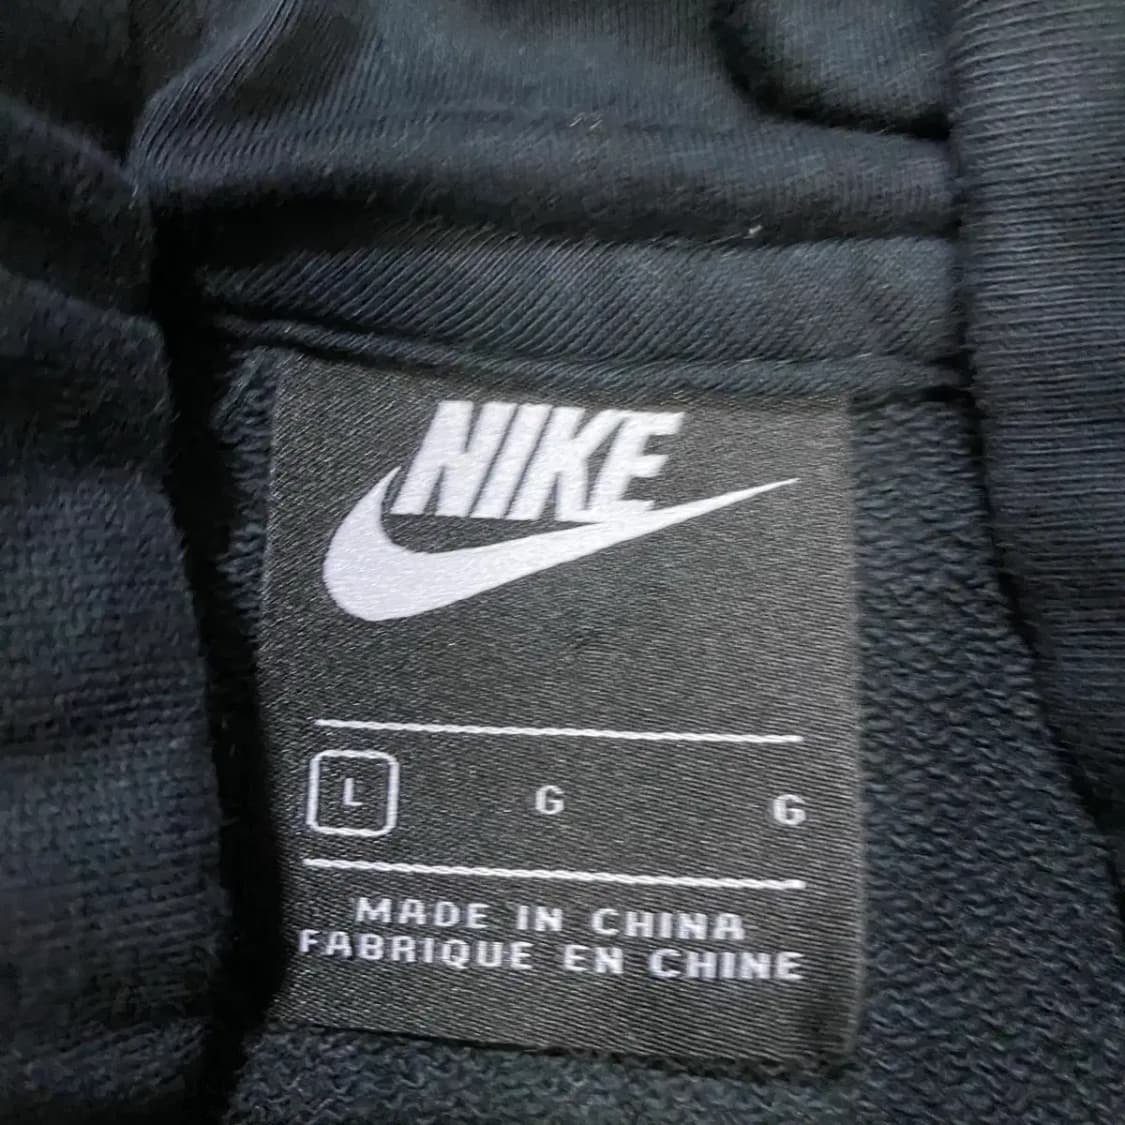 NIKE
L G G
MADE IN CHINA
FABRIQUE EN CHINE